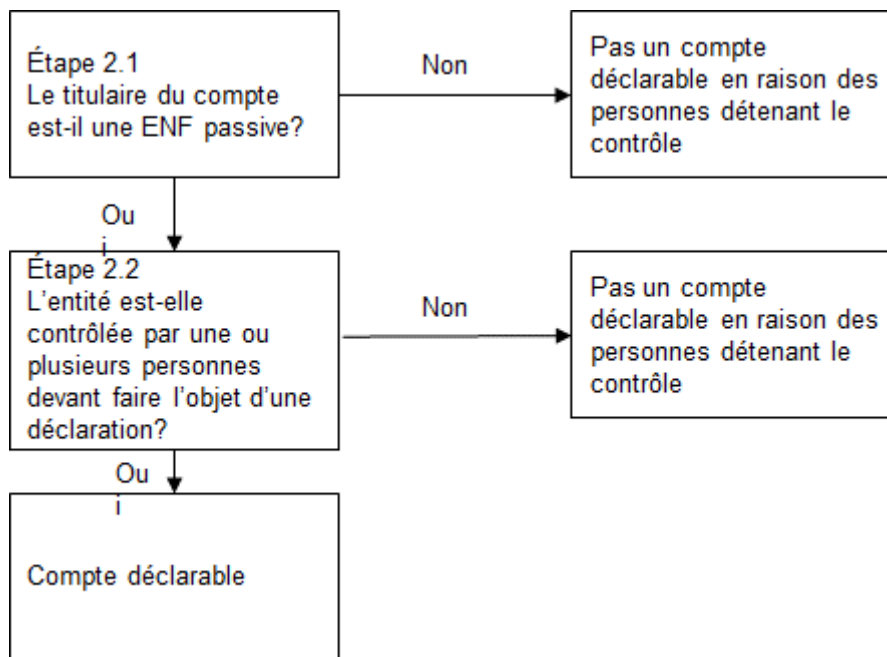 Étape 2.1
Le titulaire du compte
est-il une ENF passive?
Non
Pas un compte
déclarable en raison des
personnes détenant le
contrôle
Ou
i
Étape 2.2
L'entité est-elle
contrôlée par une ou
plusieurs personnes
devant faire l'objet d'une
déclaration?
Non
Pas un compte
déclarable en raison des
personnes détenant le
contrôle
Ou
i
Compte déclarable